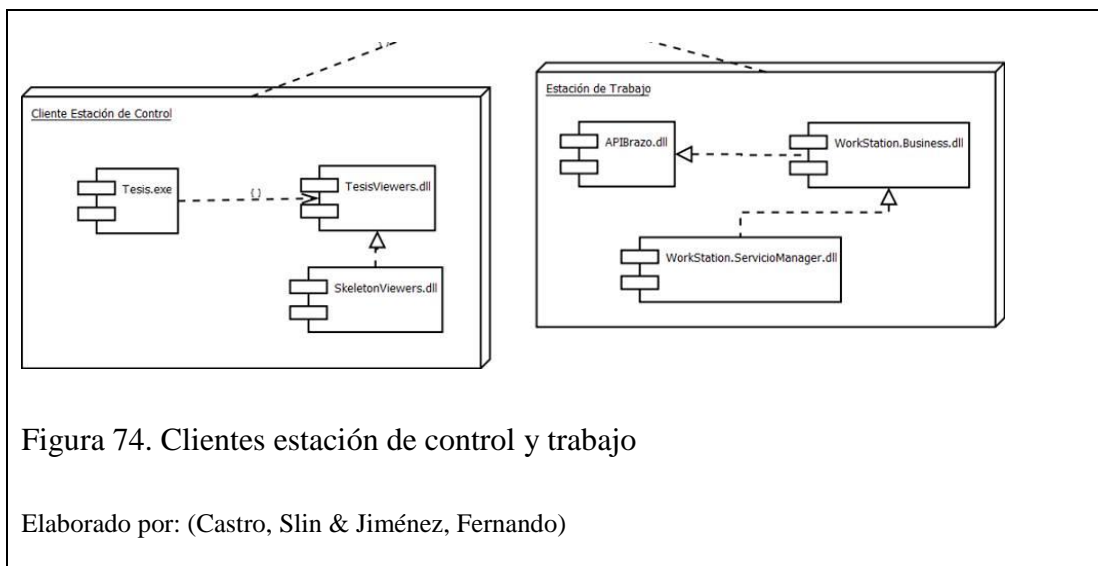 Cliente Estación de Control
Tesis.exe
{ }
TesisViewers.dll
SkeletonViewers.dll
Estación de Trabajo
APIBrazo.dll
WorkStation.Business.dll
WorkStation.ServicioManager.dll
Figura 74. Clientes estación de control y trabajo
Elaborado por: (Castro, Slin & Jiménez, Fernando)